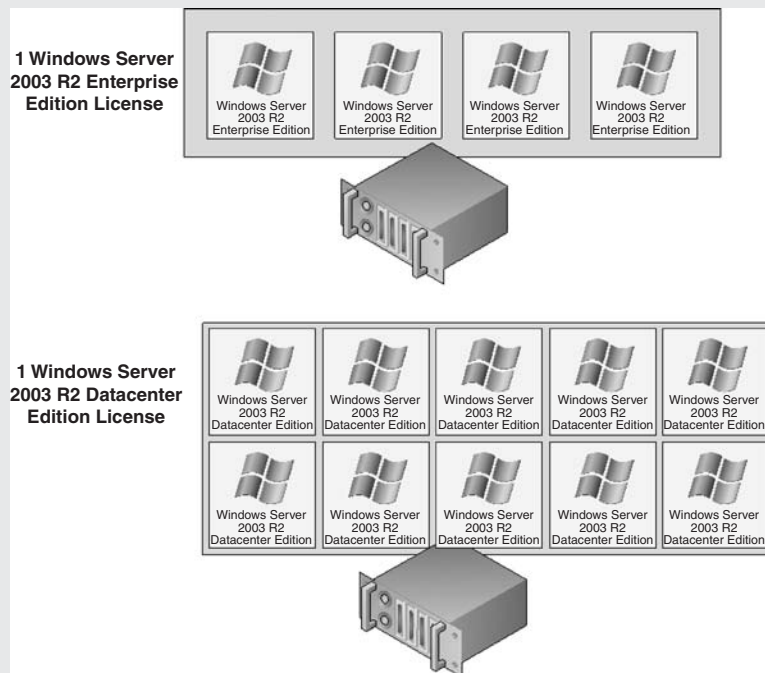 1 Windows Server
2003 R2 Enterprise
Edition License
Windows Server
2003 R2
Enterprise Edition
Windows Server
2003 R2
Enterprise Edition
Windows Server
2003 R2
Enterprise Edition
Windows Server
2003 R2
Enterprise Edition
1 Windows Server
2003 R2 Datacenter
Edition License
Windows Server
2003 R2
Datacenter Edition
Windows Server
2003 R2
Datacenter Edition
Windows Server
2003 R2
Datacenter Edition
Windows Server
2003 R2
Datacenter Edition
Windows Server
2003 R2
Datacenter Edition
Windows Server
2003 R2
Datacenter Edition
Windows Server
2003 R2
Datacenter Edition
Windows Server
2003 R2
Datacenter Edition
Windows Server
2003 R2
Datacenter Edition
Windows Server
2003 R2
Datacenter Edition